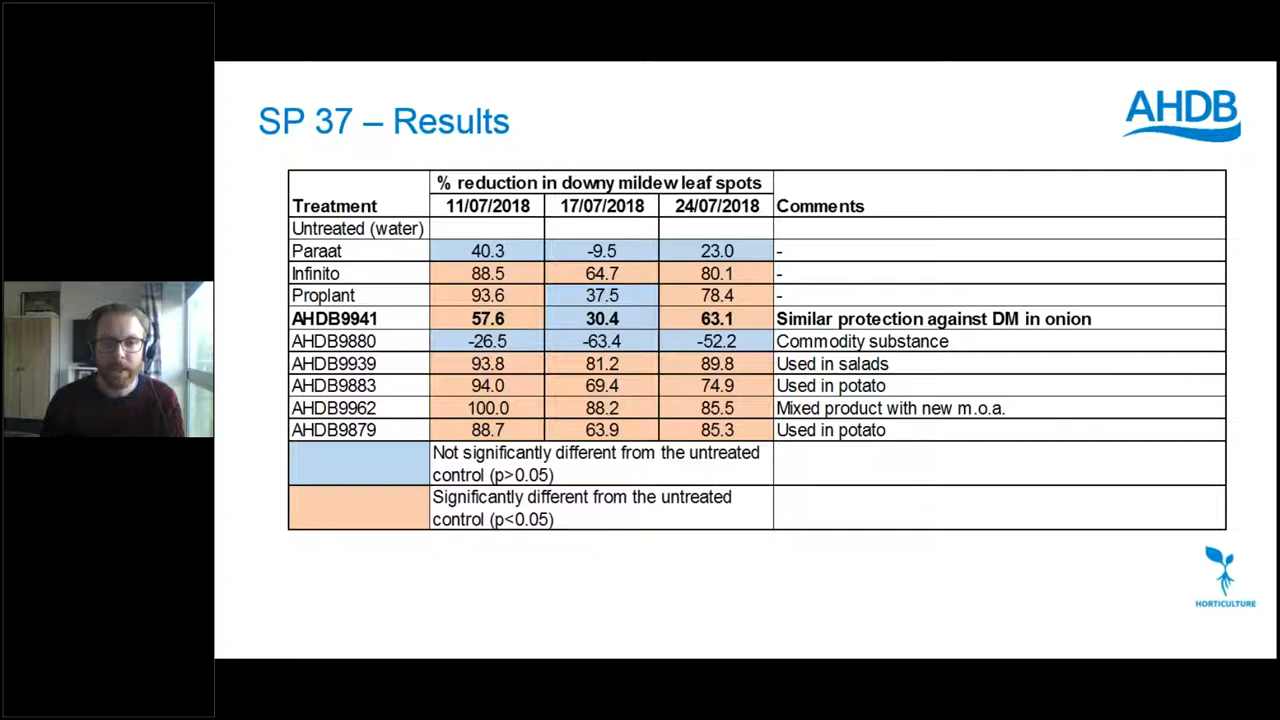 SP 37 – Results
AHDB
% reduction in downy mildew leaf spots
Treatment 11/07/2018 17/07/2018 24/07/2018 Comments
Untreated (water)
Paraat 40.3 -9.5 23.0 -
Infinito 88.5 64.7 80.1 -
Proplant 93.6 37.5 78.4 -
AHDB9941 57.6 30.4 63.1 Similar protection against DM in onion
AHDB9880 -26.5 -63.4 -52.2 Commodity substance
AHDB9939 93.8 81.2 89.8 Used in salads
AHDB9883 94.0 69.4 74.9 Used in potato
AHDB9962 100.0 88.2 85.5 Mixed product with new m.o.a.
AHDB9879 88.7 63.9 85.3 Used in potato
Not significantly different from the untreated
control (p>0.05)
Significantly different from the untreated
control (p<0.05)
HORTICULTURE